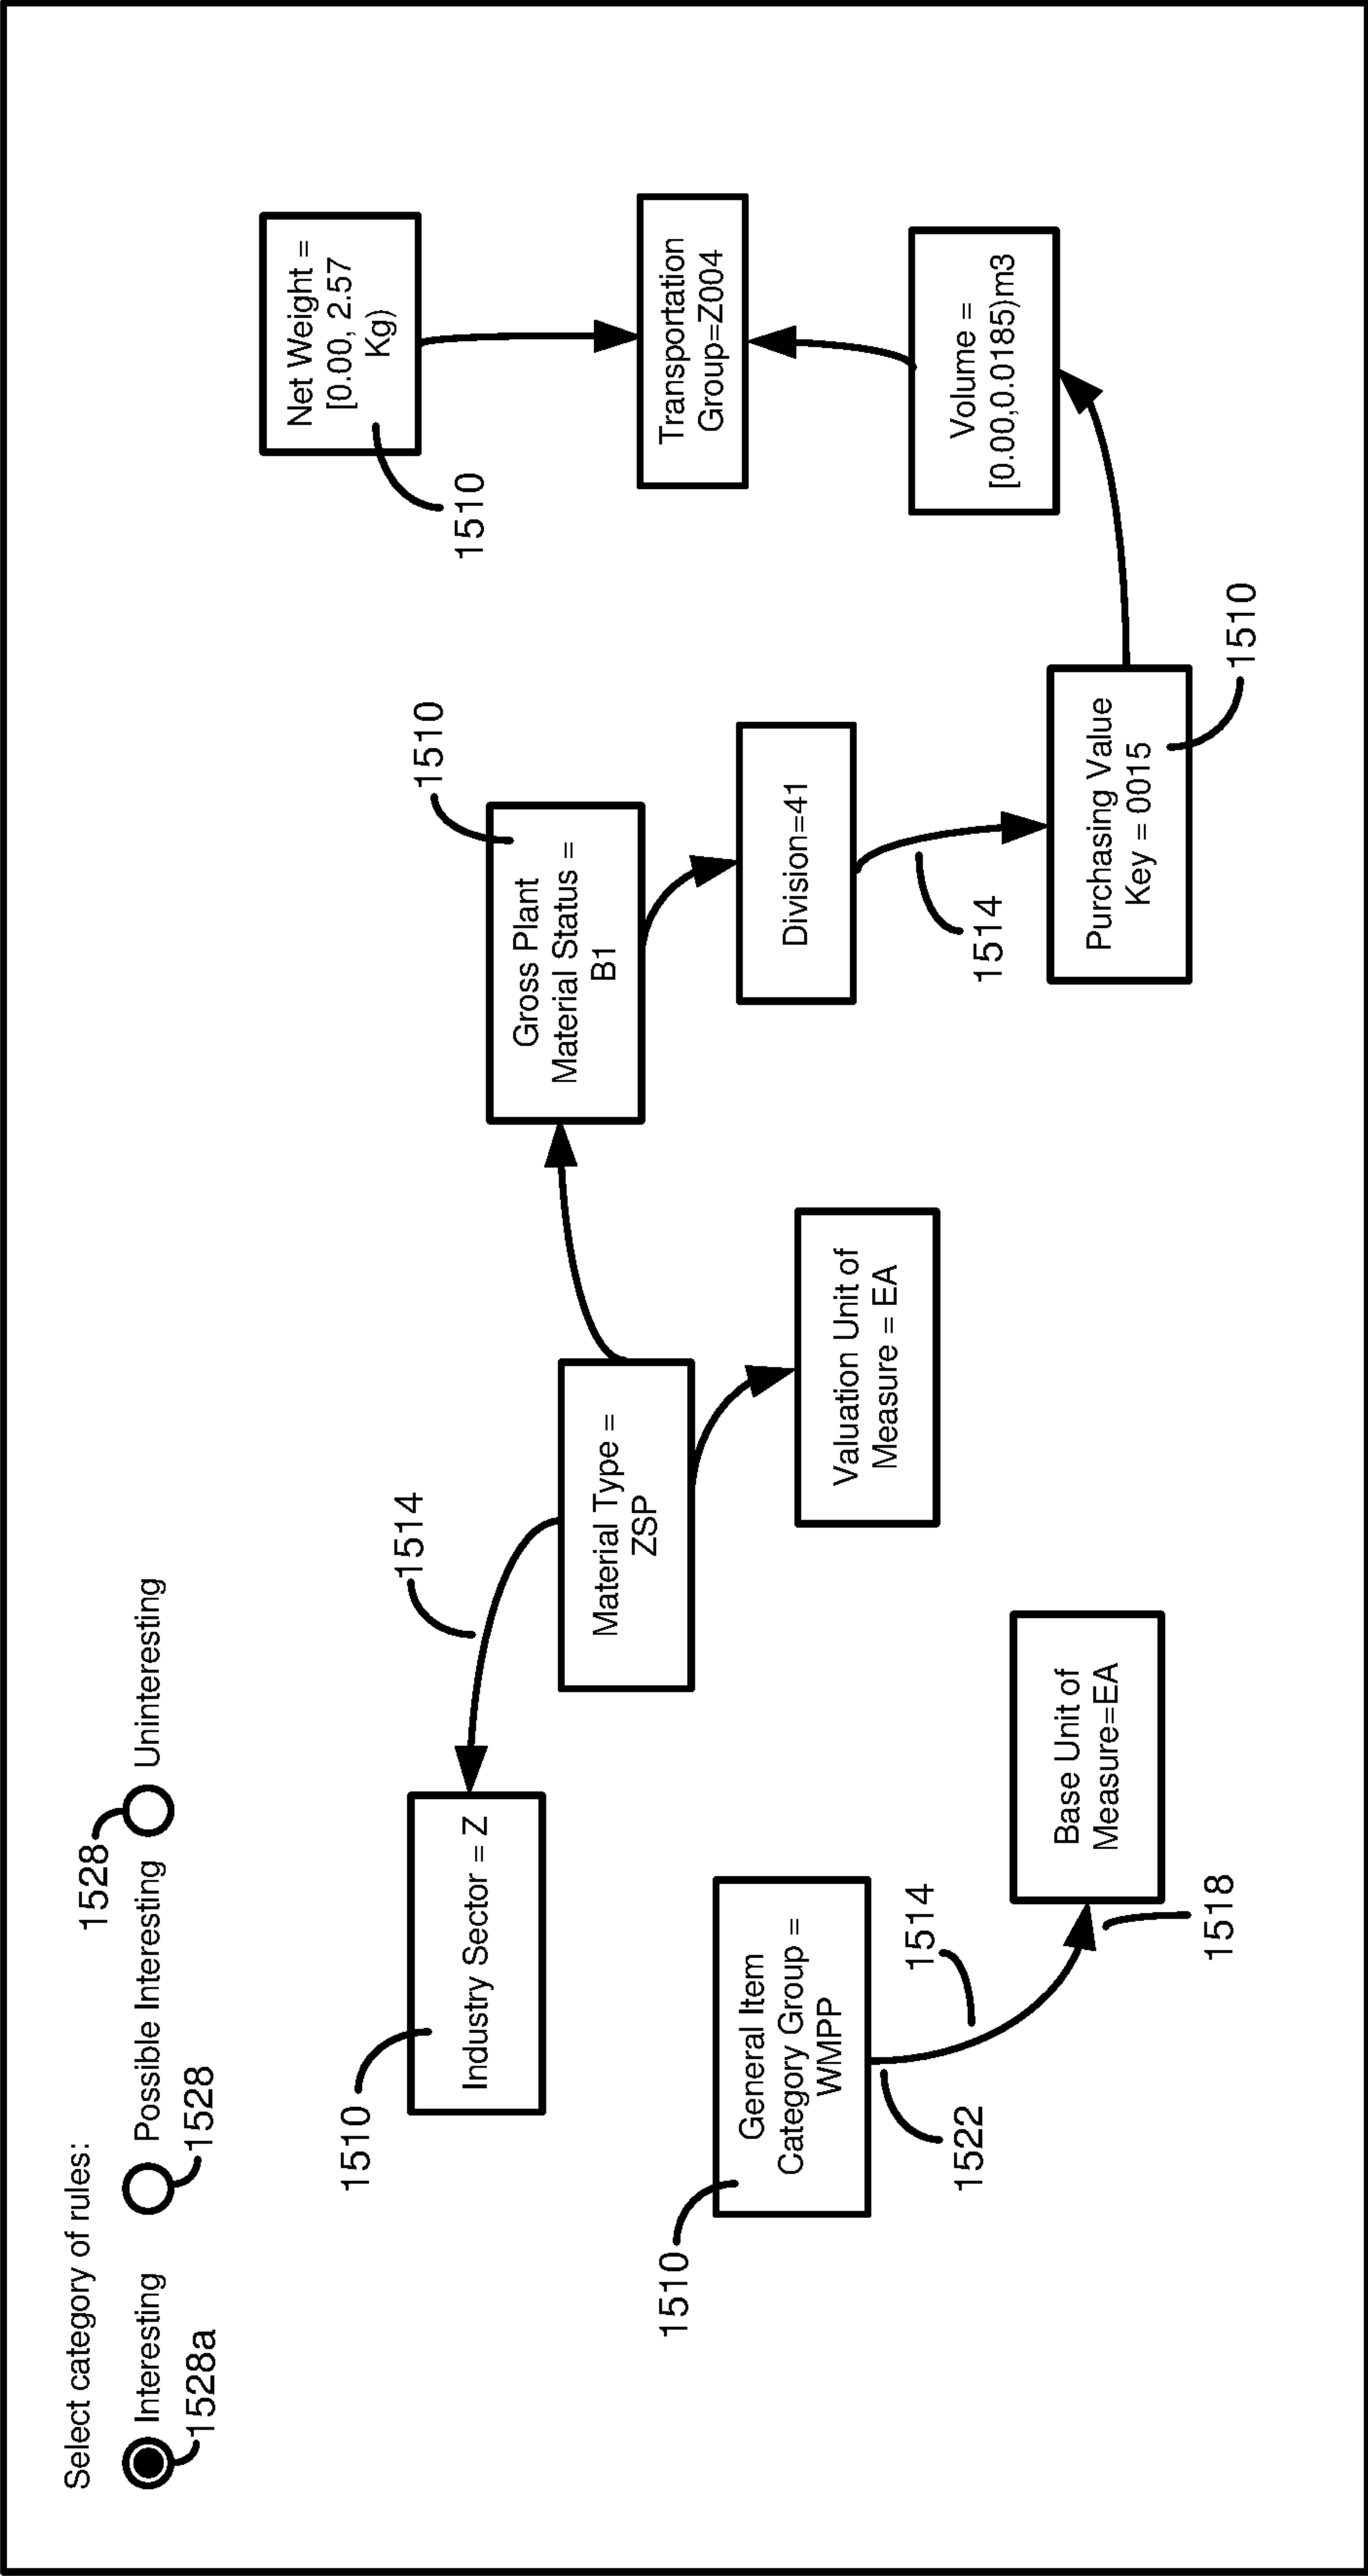 Select category of rules:
Interesting
Possible Interesting
Uninteresting
1528a
1528
1528
1510
Industry Sector = Z
1514
Material Type =
ZSP
1510
General Item
Category Group =
WMPP
1522
1514
1518
Base Unit of
Measure=EA
Valuation Unit of
Measure = EA
1510
Gross Plant
Material Status =
B1
Division=41
1514
Purchasing Value
Key = 0015
1510
Net Weight =
[0.00, 2.57
Kg)
1510
Transportation
Group=Z004
Volume =
[0.00,0.0185)m3